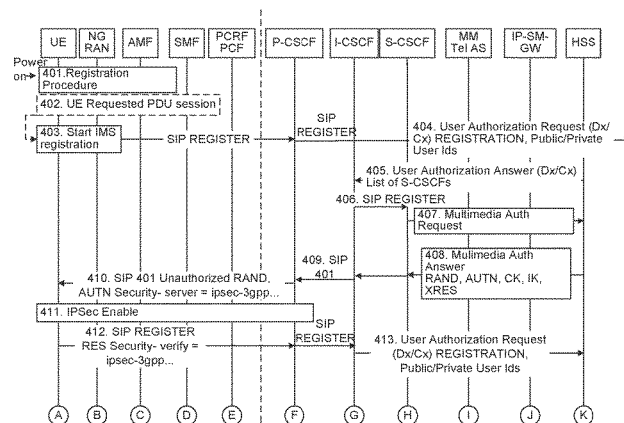 UE
NG
RAN
AMF
SMF
PCRF
PCF
P-CSCF
I-CSCF
S-CSCF
MM
Tel AS
IP-SM-
GW
HSS
Power
on
401.Registration
Procedure
402. UE Requested PDU session
403. Start IMS
registration
SIP REGISTER
SIP
REGISTER
404. User Authorization Request (Dx/
Cx) REGISTRATION, Public/Private
User Ids
405. User Authorization Answer (Dx/Cx)
List of S-CSCFs
406. SIP REGISTER
407. Multimedia Auth
Request
408. Mulimedia Auth
Answer
RAND, AUTN, CK, IK,
XRES
409. SIP
401
410. SIP 401 Unauthorized RAND,
AUTN Security- server = ipsec-3gpp...
411. IPSec Enable
412. SIP REGISTER
RES Security- verify =
ipsec-3gpp...
SIP
REGISTER
413. User Authorization Request
(Dx/Cx) REGISTRATION,
Public/Private User Ids
A
B
C
D
E
F
G
H
I
J
K